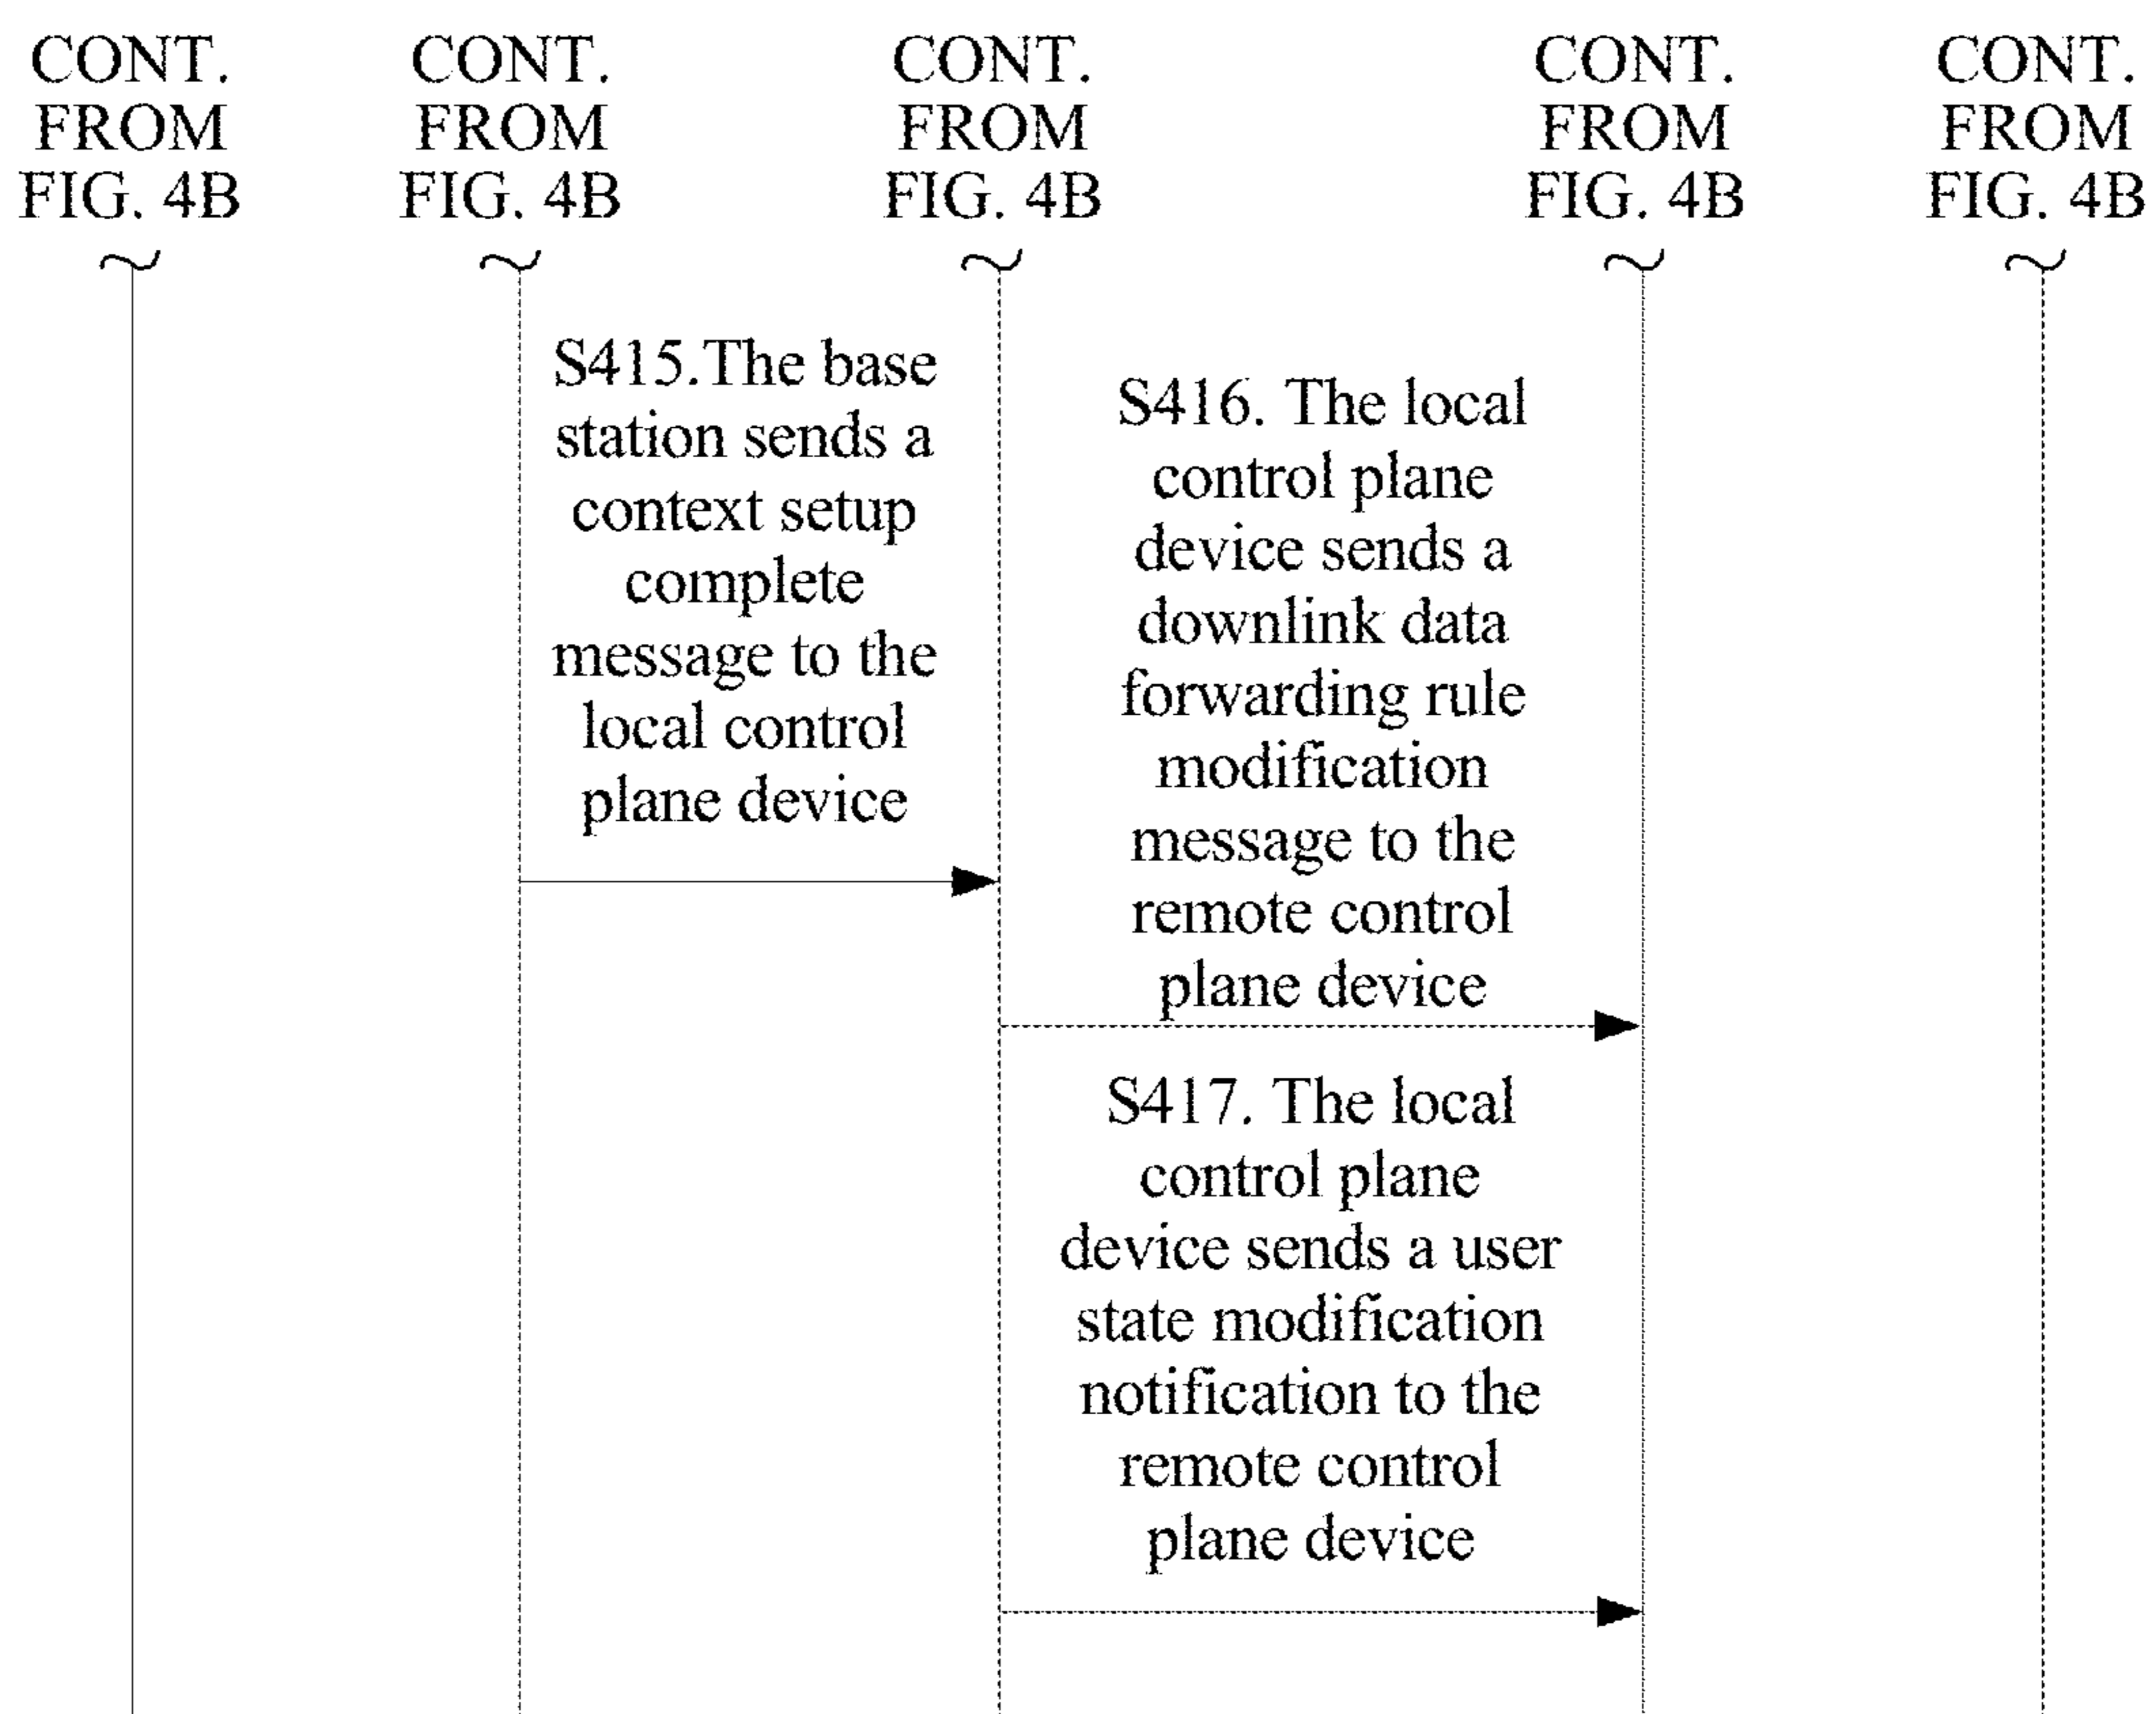 CONT.
FROM
FIG. 4B
CONT.
FROM
FIG. 4B
CONT.
FROM
FIG. 4B
CONT.
FROM
FIG. 4B
CONT.
FROM
FIG. 4B
S415.The base
station sends a
context setup
complete
message to the
local control
plane device
S416. The local
control plane
device sends a
downlink data
forwarding rule
modification
message to the
remote control
plane device
S417. The local
control plane
device sends a user
state modification
notification to the
remote control
plane device